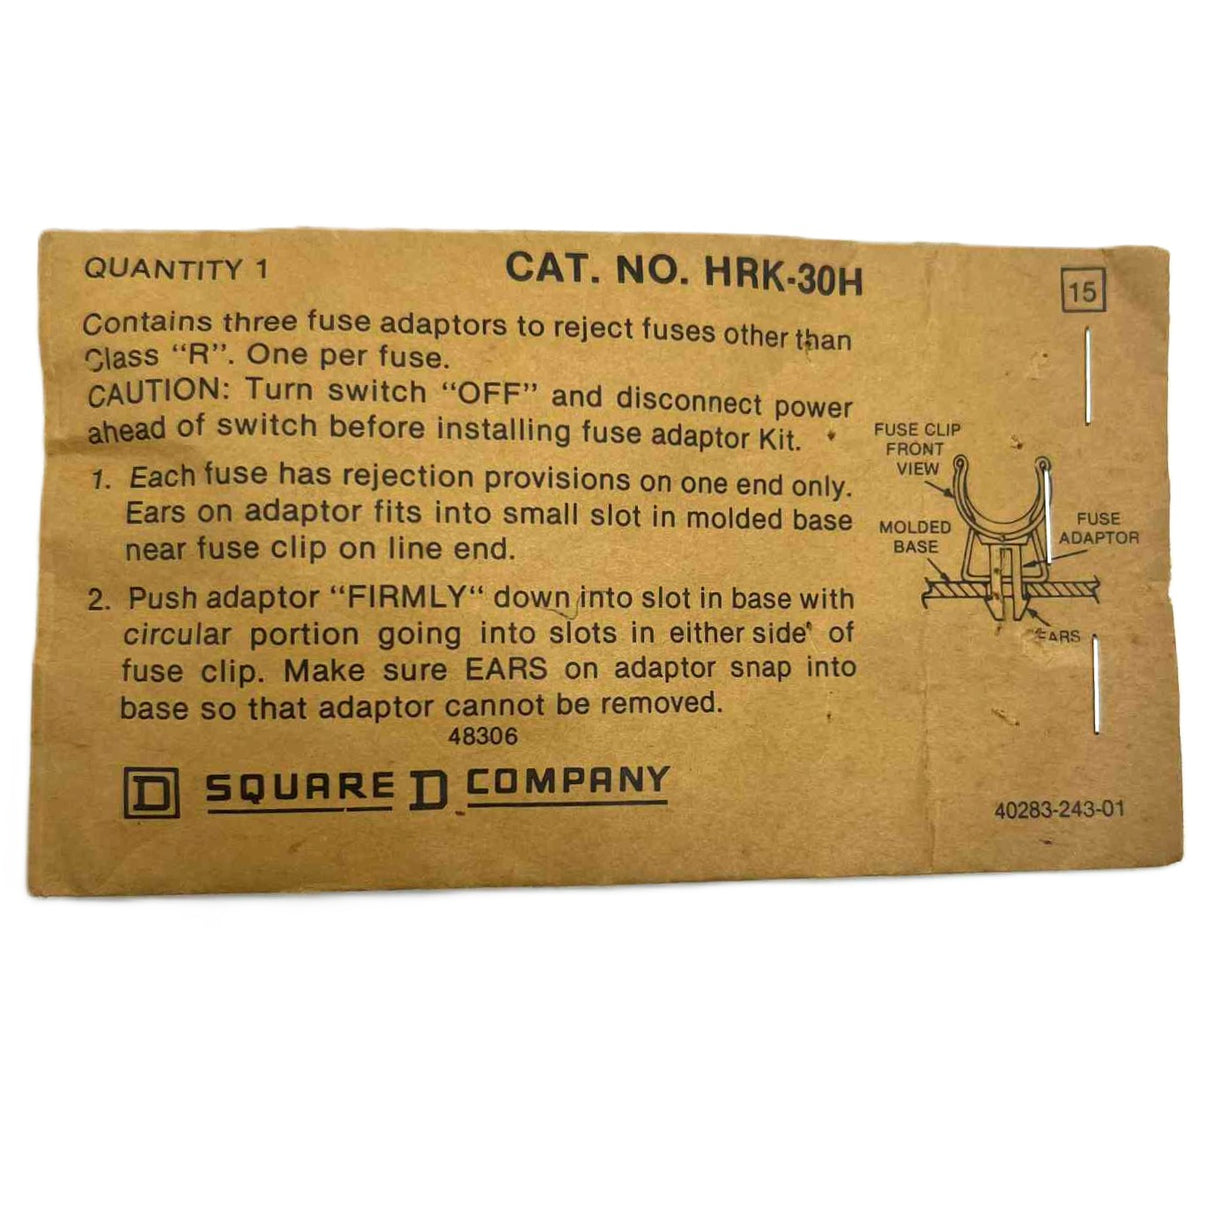 QUANTITY 1
CAT. NO. HRK-30H
15
Contains three fuse adaptors to reject fuses other than
Class "R". One per fuse.
CAUTION: Turn switch "OFF" and disconnect power
ahead of switch before installing fuse adaptor Kit.
1. Each fuse has rejection provisions on one end only.
Ears on adaptor fits into small slot in molded base
near fuse clip on line end.
2. Push adaptor "FIRMLY" down into slot in base with
circular portion going into slots in either side of
fuse clip. Make sure EARS on adaptor snap into
base so that adaptor cannot be removed.
48306
D SQUARE D COMPANY
FUSE CLIP
FRONT
VIEW
MOLDED
BASE
FUSE
ADAPTOR
EARS
40283-243-01